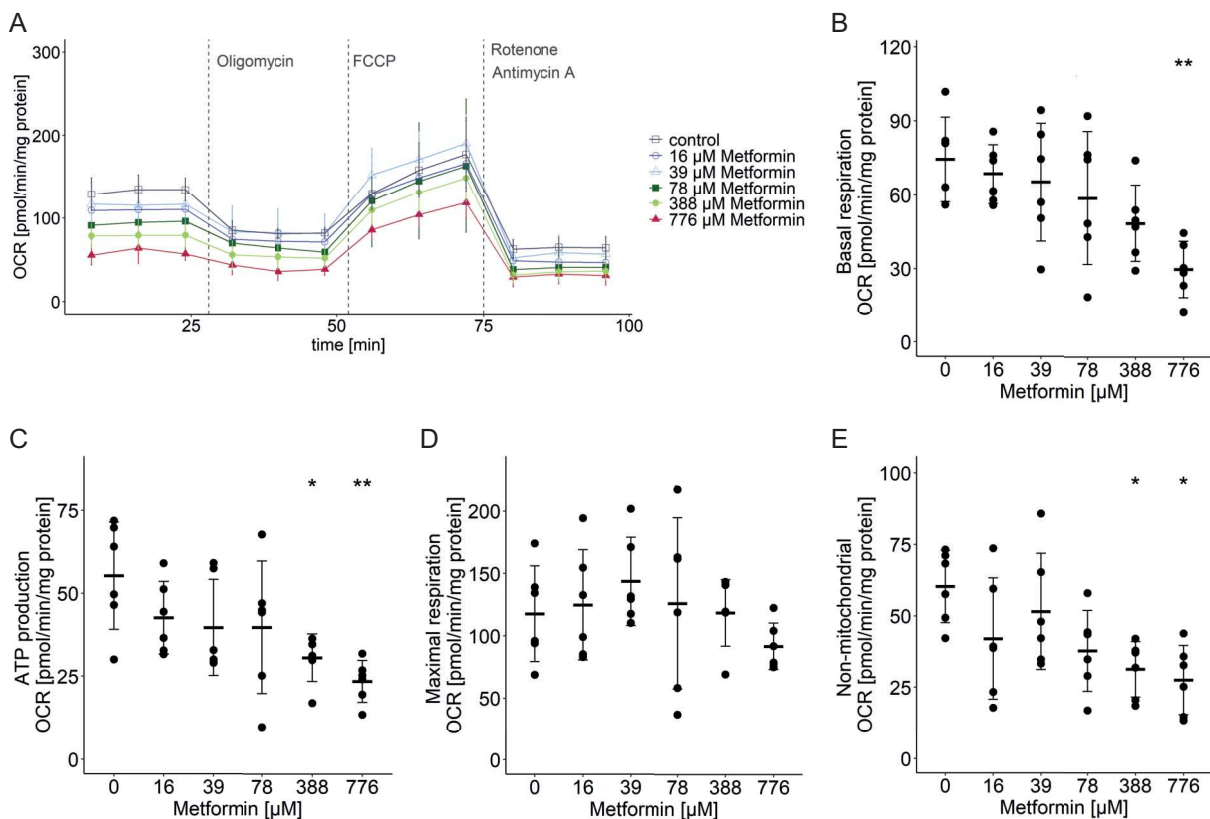 A
OCR [pmol/min/mg protein]
300
200
100
0
25
50
75
100
time [min]
Oligomycin
FCCP
Rotenone
Antimycin A
control
16 µM Metformin
39 µM Metformin
78 µM Metformin
388 µM Metformin
776 µM Metformin
B
Basal respiration
OCR [pmol/min/mg protein]
120
90
60
30
0
**
0 16 39 78 388 776
Metformin [µM]
C
ATP production
OCR [pmol/min/mg protein]
75
50
25
0
* **
0 16 39 78 388 776
Metformin [µM]
D
Maximal respiration
OCR [pmol/min/mg protein]
200
150
100
50
0
0 16 39 78 388 776
Metformin [µM]
E
Non-mitochondrial
OCR [pmol/min/mg protein]
100
75
50
25
0
* *
0 16 39 78 388 776
Metformin [µM]